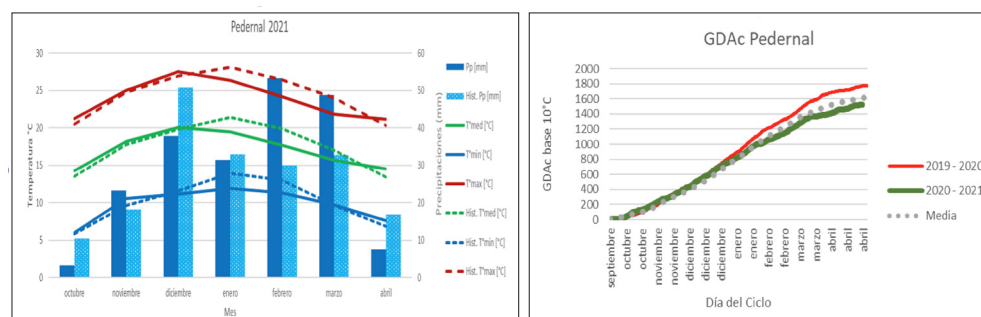 Pedernal 2021
30
25
20
15
10
5
0
Temperatura °C
60
50
40
30
20
10
0
Precipitaciones (mm)
octubre
noviembre
diciembre
enero
febrero
marzo
abril
Mes
Pp [mm]
Hist. Pp [mm]
T°med [°C]
T°min [°C]
T°max [°C]
Hist. T°med [°C]
Hist. T°min [°C]
Hist. T°max [°C]
GDAc Pedernal
2000
1800
1600
1400
1200
1000
800
600
400
200
0
GDAc base 10°C
septiembre
octubre
octubre
noviembre
noviembre
diciembre
diciembre
diciembre
enero
enero
febrero
febrero
marzo
marzo
abril
abril
abril
Día del Ciclo
2019 - 2020
2020 - 2021
Media